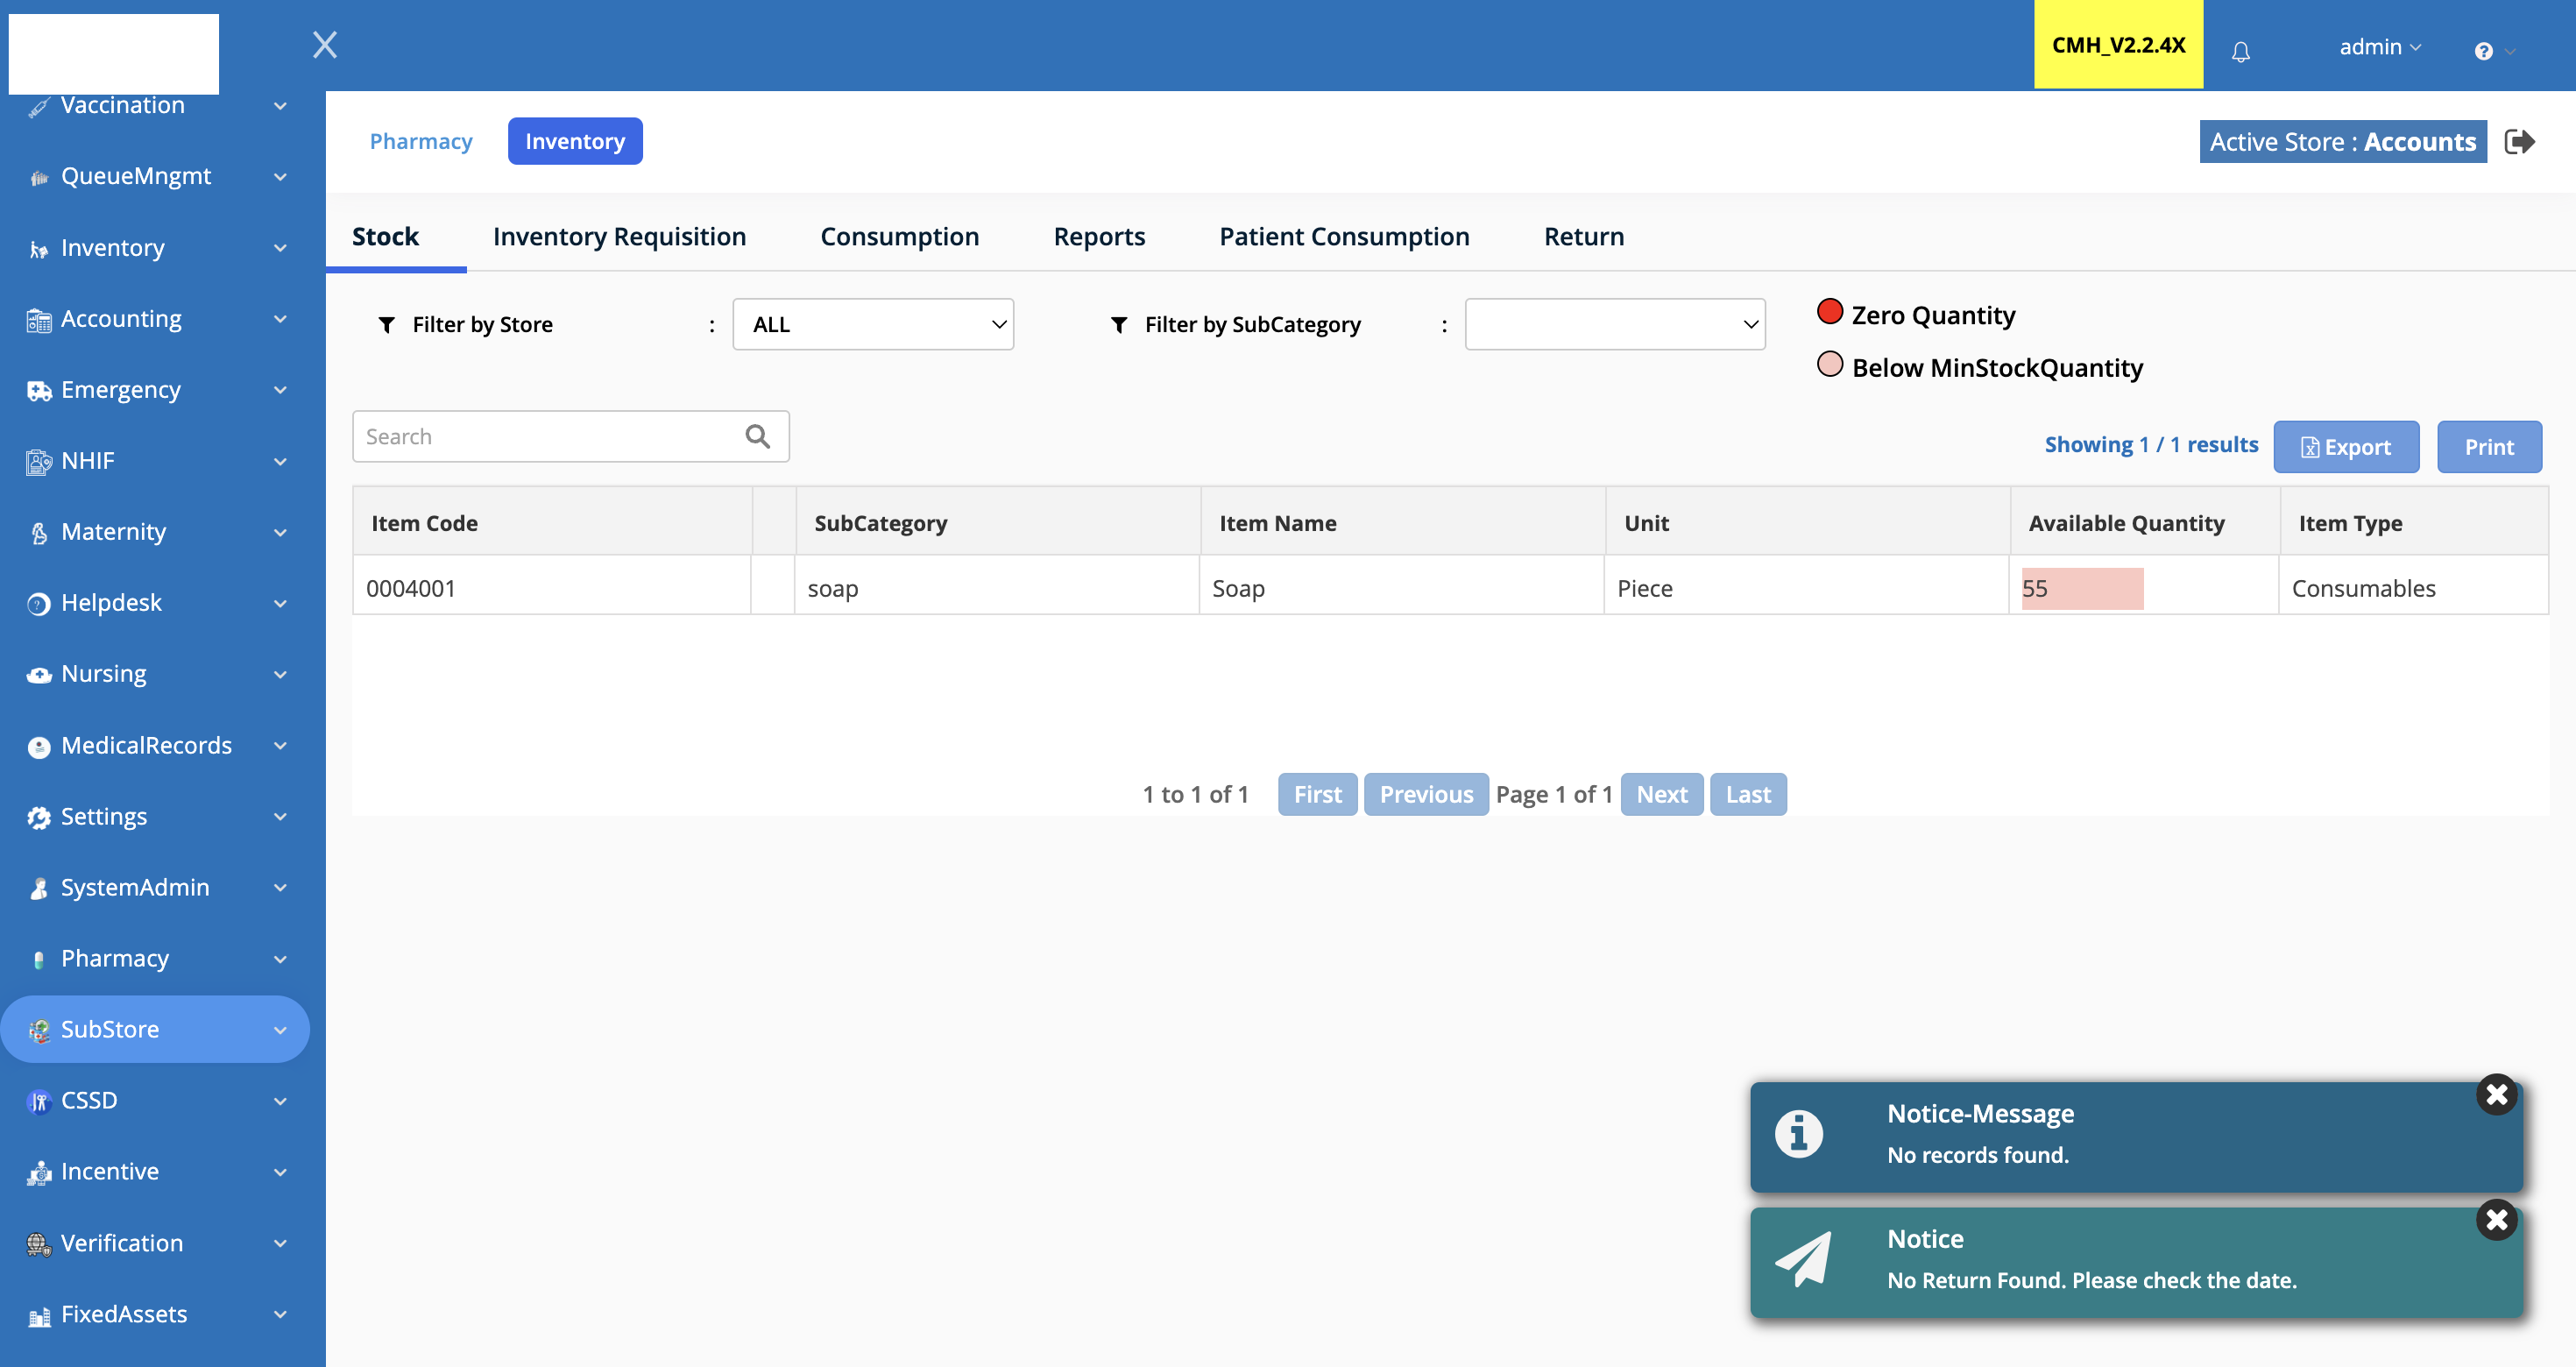 CMH_V2.2.4X
admin
Vaccination
QueueMngmt
Inventory
Accounting
Emergency
NHIF
Maternity
Helpdesk
Nursing
MedicalRecords
Settings
SystemAdmin
Pharmacy
SubStore
CSSD
Incentive
Verification
FixedAssets
Pharmacy Inventory
Active Store : Accounts
Stock Inventory Requisition Consumption Reports Patient Consumption Return
Filter by Store : ALL
Filter by SubCategory :
Zero Quantity
Below MinStockQuantity
Search
Showing 1 / 1 results Export Print
Item Code SubCategory Item Name Unit Available Quantity Item Type
0004001 soap Soap Piece 55 Consumables
1 to 1 of 1 First Previous Page 1 of 1 Next Last
Notice-Message
No records found.
Notice
No Return Found. Please check the date.